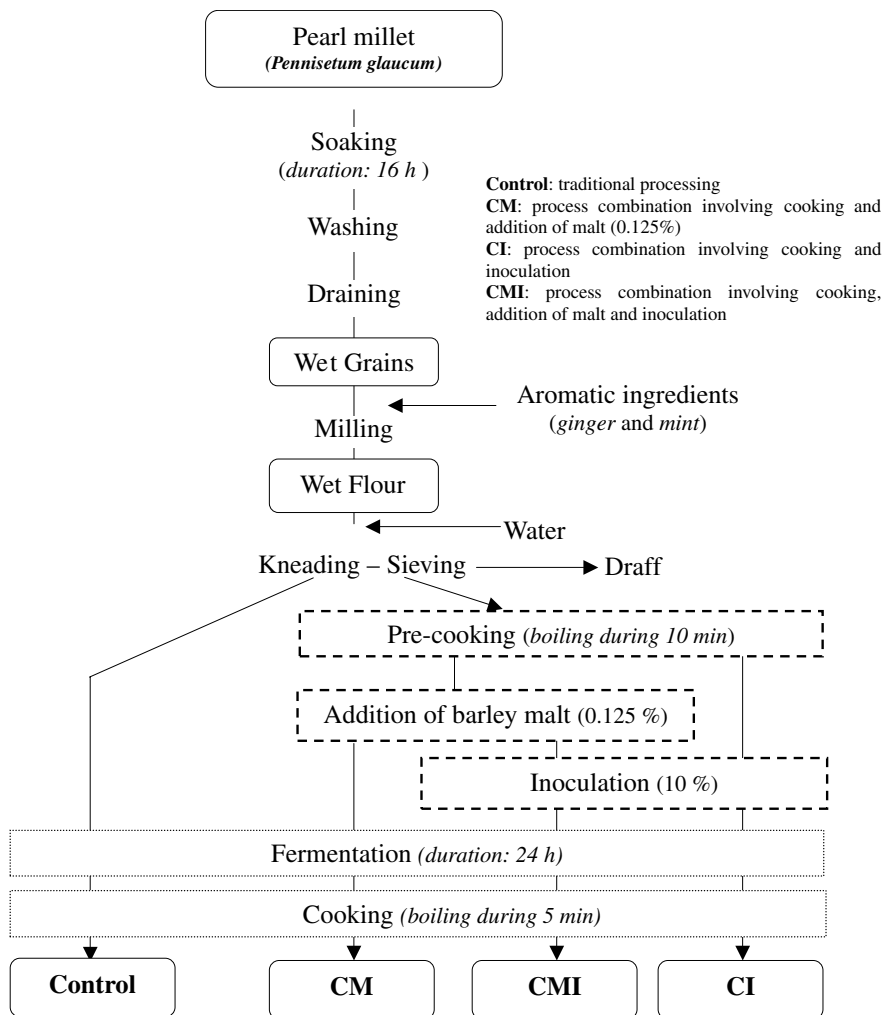 Pearl millet
(Pennisetum glaucum)
Soaking
(duration: 16 h )
Washing
Draining
Control: traditional processing
CM: process combination involving cooking and
addition of malt (0.125%)
CI: process combination involving cooking and
inoculation
CMI: process combination involving cooking,
addition of malt and inoculation
Wet Grains
Aromatic ingredients
(ginger and mint)
Milling
Wet Flour
Water
Kneading – Sieving
Draff
Pre-cooking (boiling during 10 min)
Addition of barley malt (0.125 %)
Inoculation (10 %)
Fermentation (duration: 24 h)
Cooking (boiling during 5 min)
Control
CM
CMI
CI